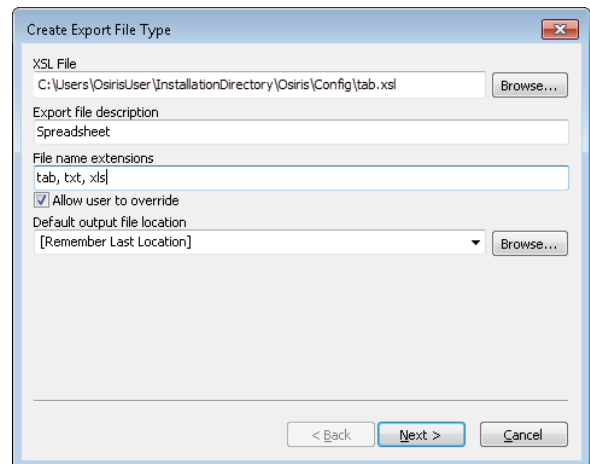 Create Export File Type
XSL File
C:\Users\OsirisUser\InstallationDirectory\Osiris\Config\tab.xsl
Browse...
Export file description
Spreadsheet
File name extensions
tab, txt, xls
Allow user to override
Default output file location
[Remember Last Location]
Browse...
< Back
Next >
Cancel